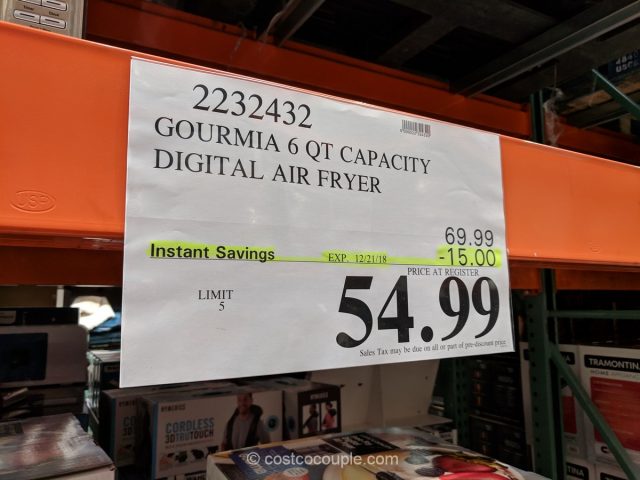 2232432
GOURMIA 6 QT CAPACITY
DIGITAL AIR FRYER
69.99
Instant Savings EXP. 12/21/18 -15.00
PRICE AT REGISTER
LIMIT
5
54.99
Sales Tax may be due on all or part of pre-discount price
TRAMONTINA
CORDLESS
3DTRUTOUCH
© costcocouple.com